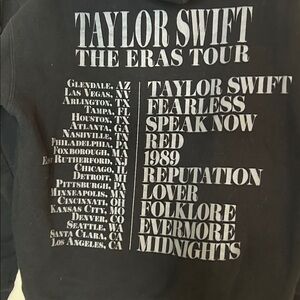 TAYLOR SWIFT
THE ERAS TOUR
GLENDALE, AZ
LAS VEGAS, NV
ARLINGTON, TX
TAMPA, FL
HOUSTON, TX
ATLANTA, GA
NASHVILLE, TN
PHILADELPHIA, PA
FOXBOROUGH, MA
EAST RUTHERFORD, NJ
CHICAGO, IL
DETROIT, MI
PITTSBURGH, PA
MINNEAPOLIS, MN
CINCINNATI, OH
KANSAS CITY, MO
DENVER, CO
SEATTLE, WA
SANTA CLARA, CA
LOS ANGELES, CA
TAYLOR SWIFT
FEARLESS
SPEAK NOW
RED
1989
REPUTATION
LOVER
FOLKLORE
EVERMORE
MIDNIGHTS